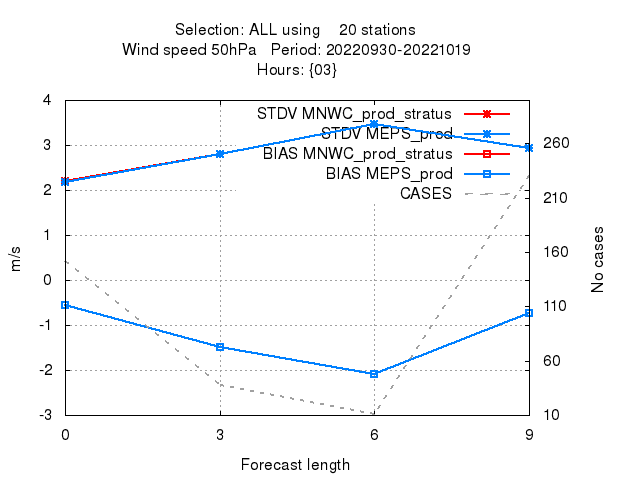 Selection: ALL using 20 stations
Wind speed 50hPa Period: 20220930-20221019
Hours: {03}
STDV MNWC_prod_stratus
STDV MEPS_prod
BIAS MNWC_prod_stratus
BIAS MEPS_prod
CASES
4
3
2
1
0
-1
-2
-3
m/s
260
210
160
110
60
10
No cases
0 3 6 9
Forecast length